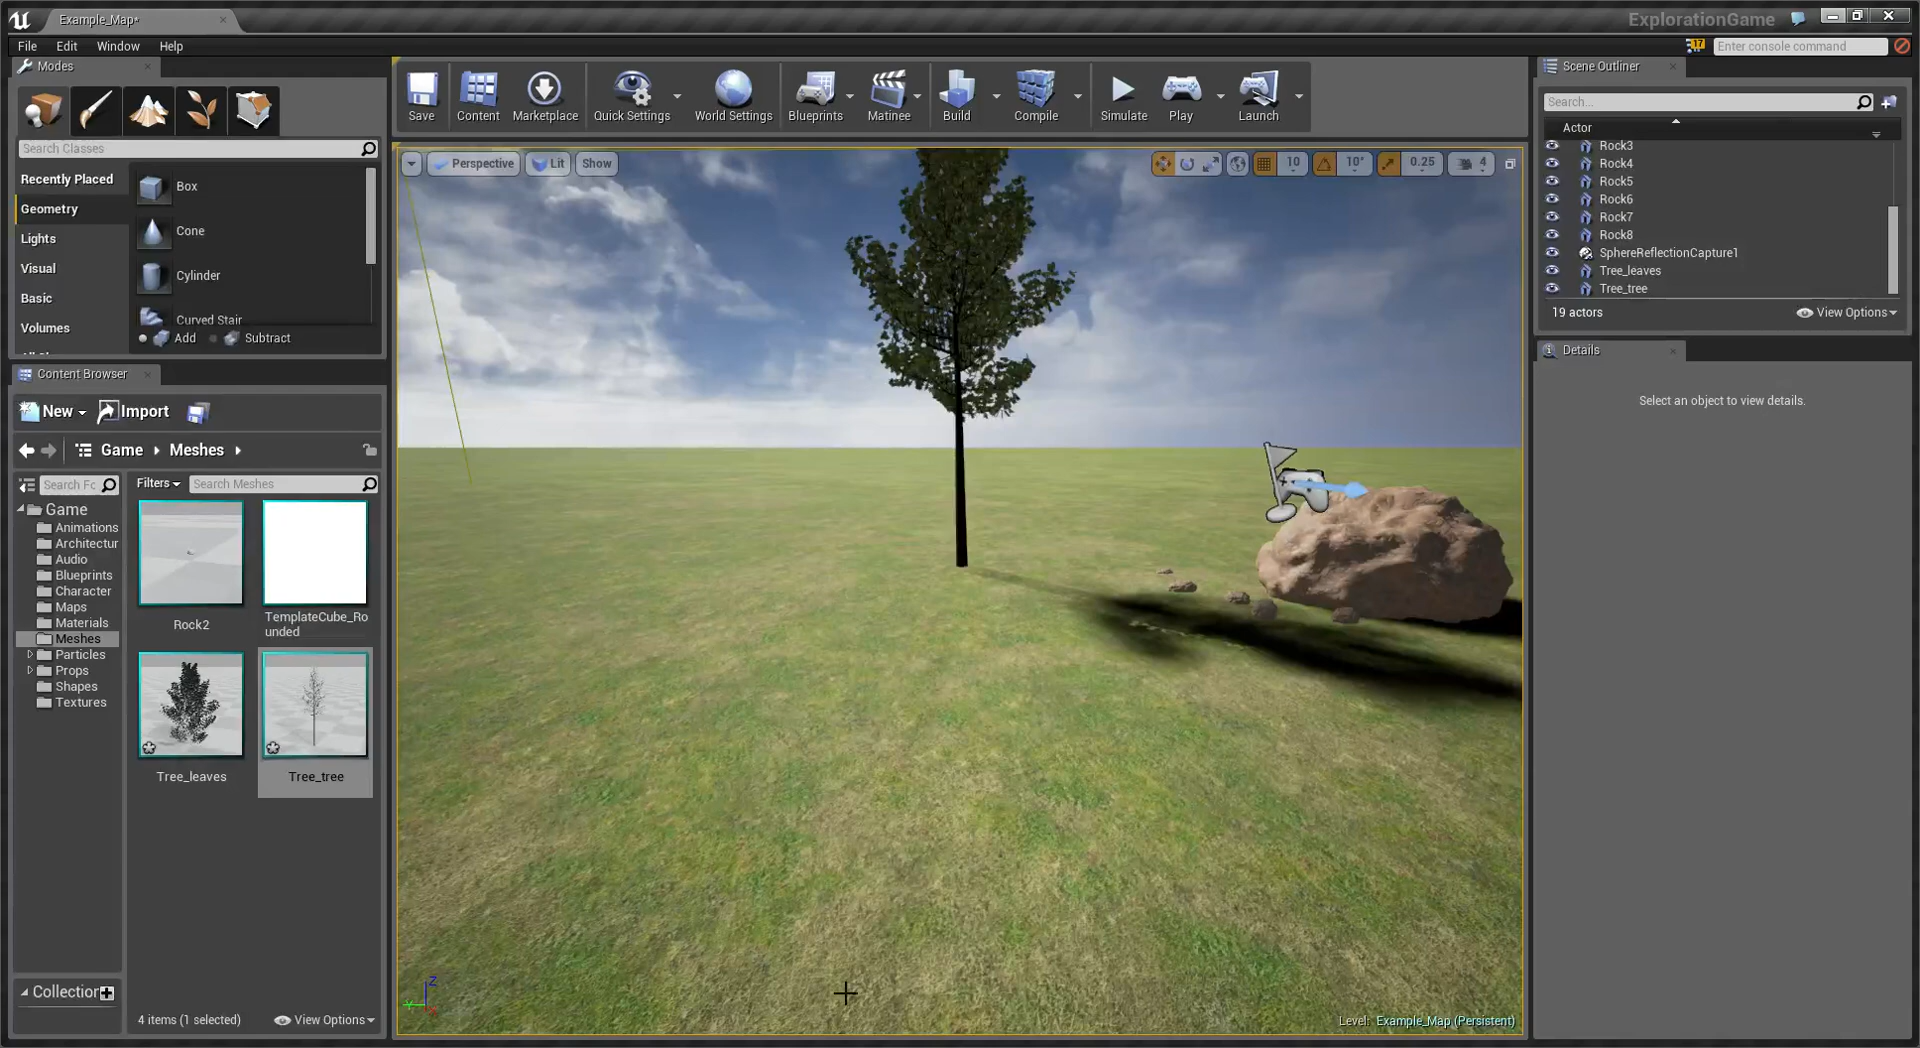 Example_Map*
ExplorationGame
File Edit Window Help
17
Enter console command
Modes
Search Classes
Recently Placed
Geometry
Lights
Visual
Basic
Volumes
Box
Cone
Cylinder
Curved Stair
Add Subtract
Save
Content
Marketplace
Quick Settings
World Settings
Blueprints
Matinee
Build
Compile
Simulate
Play
Launch
Perspective Lit Show
10 10° 0.25 4
Content Browser
New Import
Game Meshes
Search Fc
Filters Search Meshes
Game
Animations
Architectur
Audio
Blueprints
Character
Maps
Materials
Meshes
Particles
Props
Shapes
Textures
Rock2
TemplateCube_Ro
unded
Tree_leaves
Tree_tree
Collection
4 items (1 selected) View Options
Z
Y
Level: Example_Map (Persistent)
Scene Outliner
Search...
Actor
Rock3
Rock4
Rock5
Rock6
Rock7
Rock8
SphereReflectionCapture1
Tree_leaves
Tree_tree
19 actors View Options
Details
Select an object to view details.